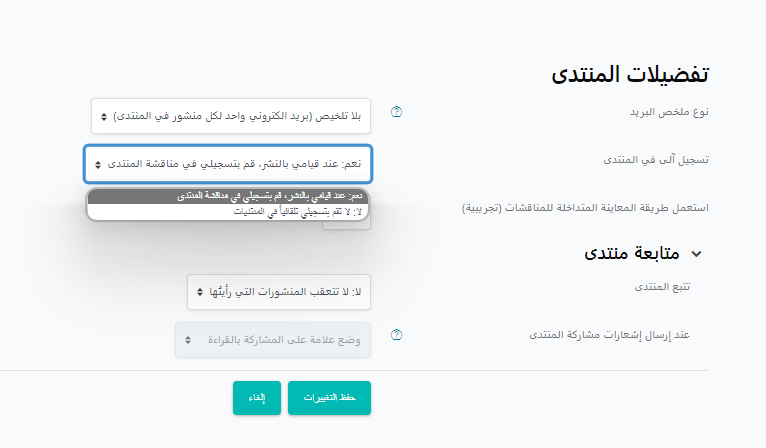 تفضيلات المنتدى
نوع ملخص البريد
بلا تلخيص (بريد الكتروني واحد لكل منشور في المنتدى)
تسجيل آلى في المنتدى
نعم: عند قيامي بالنشر، قم بتسجيلي في مناقشة المنتدى
نعم: عند قيامي بالنشر، قم بتسجيلي في مناقشة المنتدى
لا: لا تقم بتسجيلي تلقائياً في المنتديات
استعمل طريقة المعاينة المتداخلة للمناقشات (تجريبية)
متابعة منتدى
تتبع المنتدى
لا: لا تتعقب المنشورات التي رأيتُها
عند إرسال إشعارات مشاركة المنتدى
وضع علامة على المشاركة بالقراءة
حفظ التغييرات
إلغاء